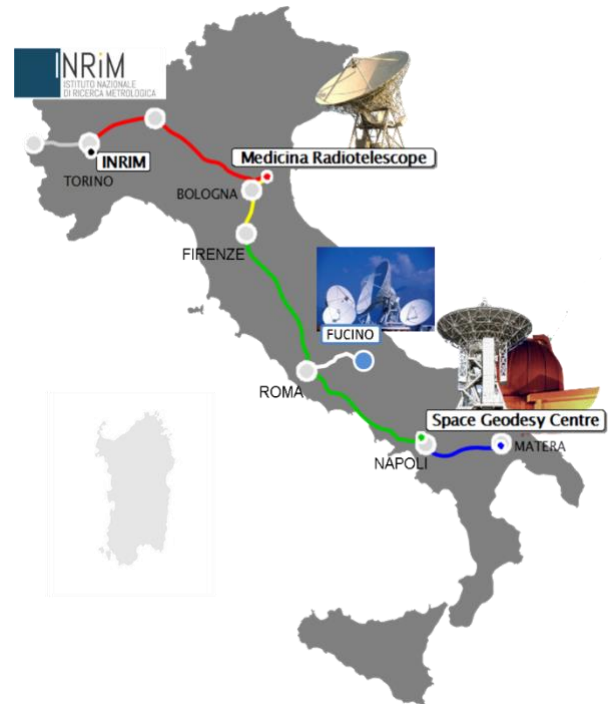 INRiM
ISTITUTO NAZIONALE
DI RICERCA METROLOGICA
INRIM
TORINO
Medicina Radiotelescope
BOLOGNA
FIRENZE
FUCINO
ROMA
Space Geodesy Centre
NAPOLI
MATERA